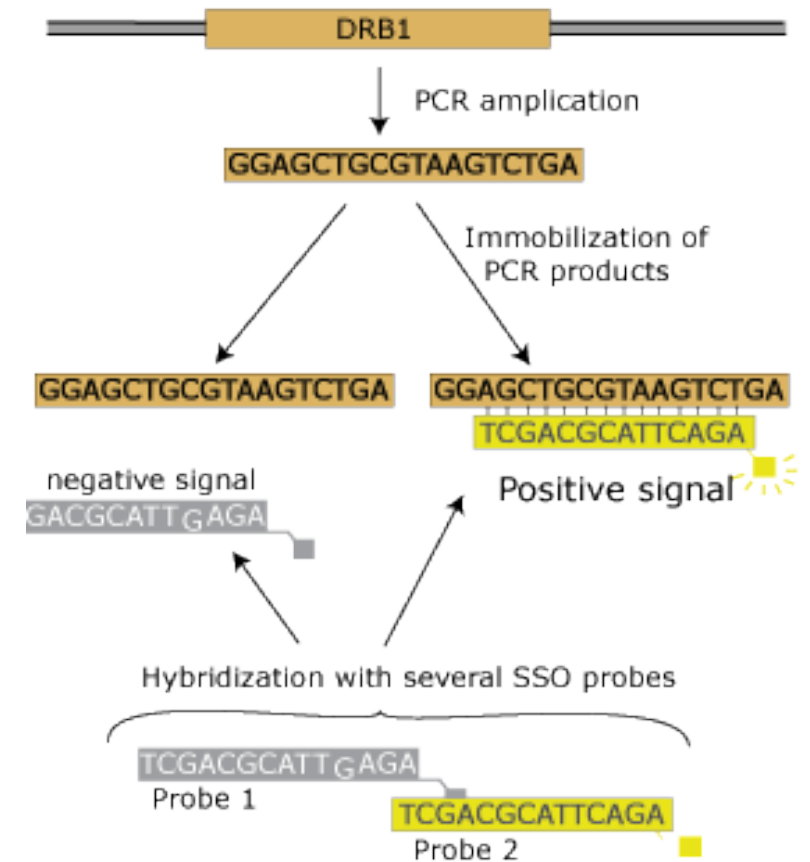 DRB1
PCR amplication
GGAGCTGCGTAAGTCTGA
Immobilization of
PCR products
GGAGCTGCGTAAGTCTGA
GGAGCTGCGTAAGTCTGA
TCGACGCATTCAGA
negative signal
Positive signal
GACGCATTGAGA
Hybridization with several SSO probes
TCGACGCATTGAGA
Probe 1
TCGACGCATTCAGA
Probe 2